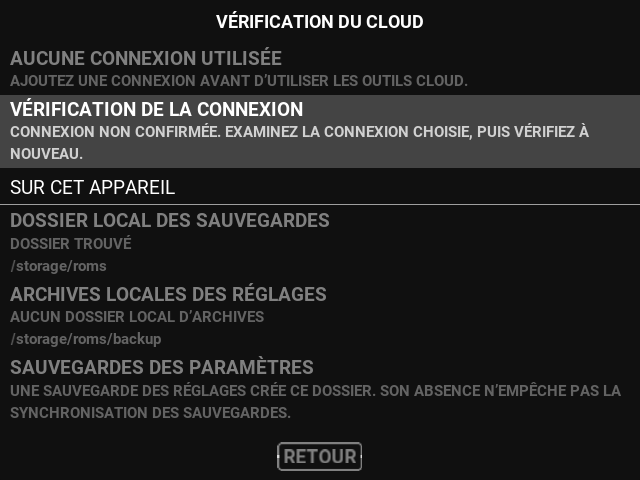 VÉRIFICATION DU CLOUD
AUCUNE CONNEXION UTILISÉE
AJOUTEZ UNE CONNEXION AVANT D’UTILISER LES OUTILS CLOUD.
VÉRIFICATION DE LA CONNEXION
CONNEXION NON CONFIRMÉE. EXAMINEZ LA CONNEXION CHOISIE, PUIS VÉRIFIEZ À
NOUVEAU.
SUR CET APPAREIL
DOSSIER LOCAL DES SAUVEGARDES
DOSSIER TROUVÉ
/storage/roms
ARCHIVES LOCALES DES RÉGLAGES
AUCUN DOSSIER LOCAL D’ARCHIVES
/storage/roms/backup
SAUVEGARDES DES PARAMÈTRES
UNE SAUVEGARDE DES RÉGLAGES CRÉE CE DOSSIER. SON ABSENCE N’EMPÊCHE PAS LA
SYNCHRONISATION DES SAUVEGARDES.
RETOUR